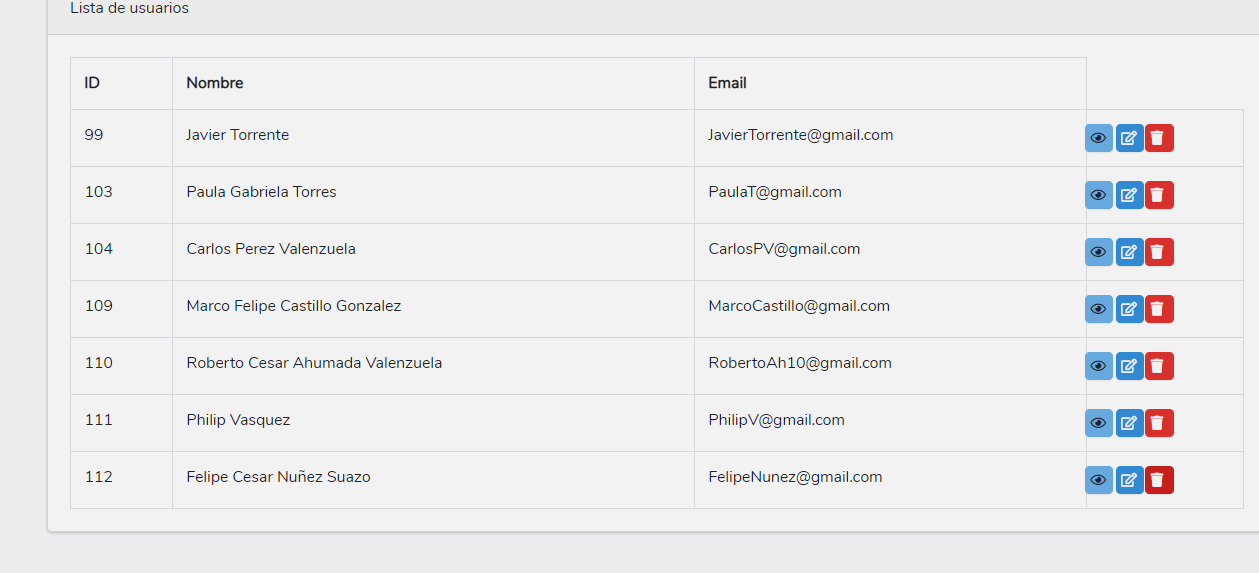 Lista de usuarios
ID Nombre Email
99 Javier Torrente JavierTorrente@gmail.com
103 Paula Gabriela Torres PaulaT@gmail.com
104 Carlos Perez Valenzuela CarlosPV@gmail.com
109 Marco Felipe Castillo Gonzalez MarcoCastillo@gmail.com
110 Roberto Cesar Ahumada Valenzuela RobertoAh10@gmail.com
111 Philip Vasquez PhilipV@gmail.com
112 Felipe Cesar Nuñez Suazo FelipeNunez@gmail.com